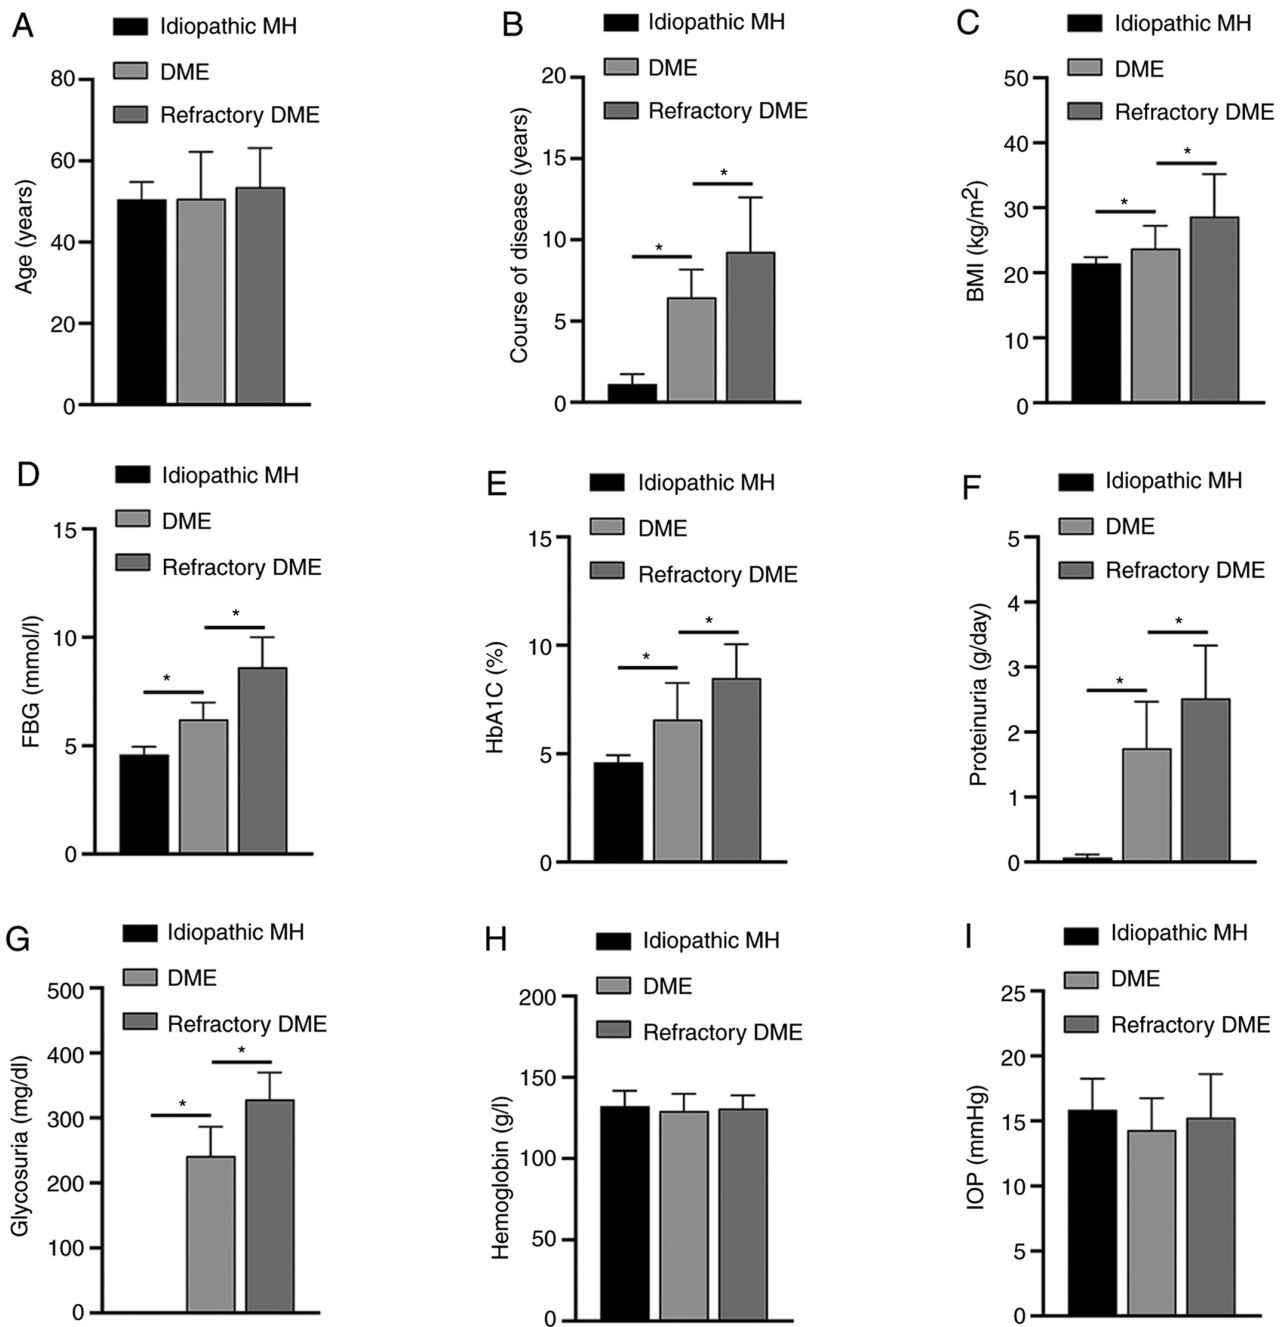 A
Idiopathic MH
DME
Refractory DME
Age (years)
80
60
40
20
0
B
Idiopathic MH
DME
Refractory DME
Course of disease (years)
20
15
10
5
0
*
*
C
Idiopathic MH
DME
Refractory DME
BMI (kg/m2)
50
40
30
20
10
0
*
*
D
Idiopathic MH
DME
Refractory DME
FBG (mmol/l)
15
10
5
0
*
*
E
Idiopathic MH
DME
Refractory DME
HbA1C (%)
15
10
5
0
*
*
F
Idiopathic MH
DME
Refractory DME
Proteinuria (g/day)
5
4
3
2
1
0
*
*
G
Idiopathic MH
DME
Refractory DME
Glycosuria (mg/dl)
500
400
300
200
100
0
*
*
H
Idiopathic MH
DME
Refractory DME
Hemoglobin (g/l)
200
150
100
50
0
I
Idiopathic MH
DME
Refractory DME
IOP (mmHg)
25
20
15
10
5
0